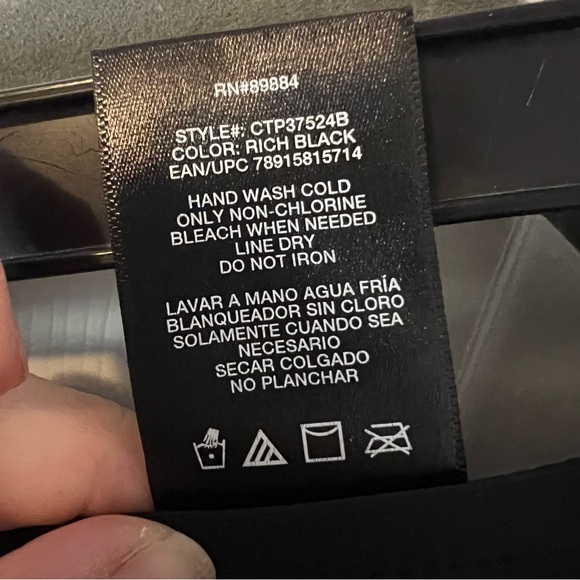 RN#89884
STYLE#: CTP37524B
COLOR: RICH BLACK
EAN/UPC 78915815714
HAND WASH COLD
ONLY NON-CHLORINE
BLEACH WHEN NEEDED
LINE DRY
DO NOT IRON
LAVAR A MANO AGUA FRÍA
BLANQUEADOR SIN CLORO
SOLAMENTE CUANDO SEA
NECESARIO
SECAR COLGADO
NO PLANCHAR